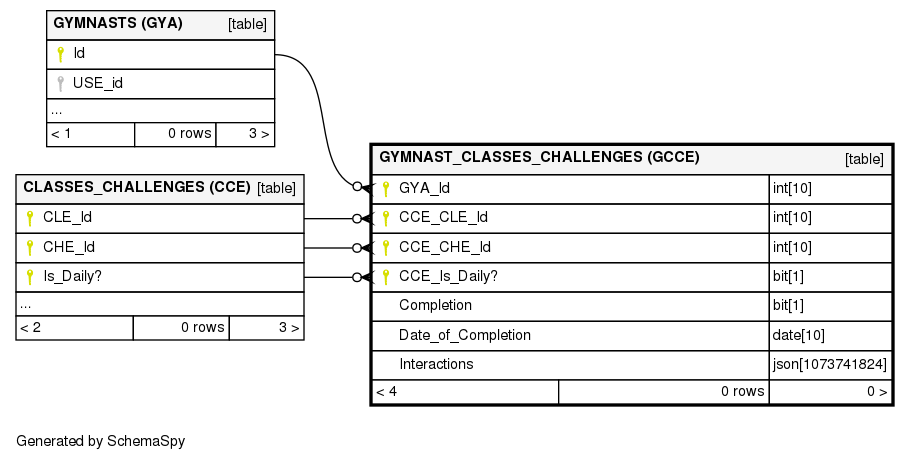 GYMNASTS (GYA) [table]
Id
USE_id
...
< 1 0 rows 3 >
CLASSES_CHALLENGES (CCE) [table]
CLE_Id
CHE_Id
Is_Daily?
...
< 2 0 rows 3 >
GYMNAST_CLASSES_CHALLENGES (GCCE) [table]
GYA_Id int[10]
CCE_CLE_Id int[10]
CCE_CHE_Id int[10]
CCE_Is_Daily? bit[1]
Completion bit[1]
Date_of_Completion date[10]
Interactions json[1073741824]
< 4 0 rows 0 >
Generated by SchemaSpy